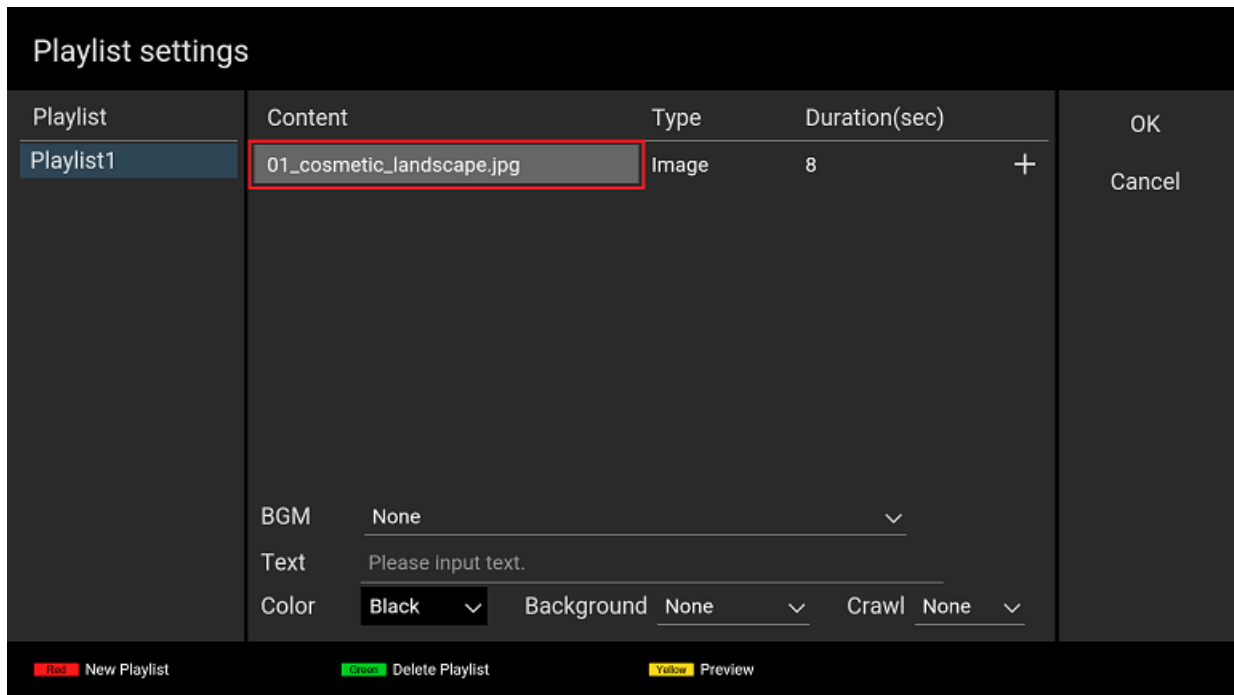 Playlist settings
Playlist Content Type Duration(sec) OK
Playlist1 01_cosmetic_landscape.jpg Image 8 + Cancel
BGM None
Text Please input text.
Color Black Background None Crawl None
Red New Playlist Green Delete Playlist Yellow Preview